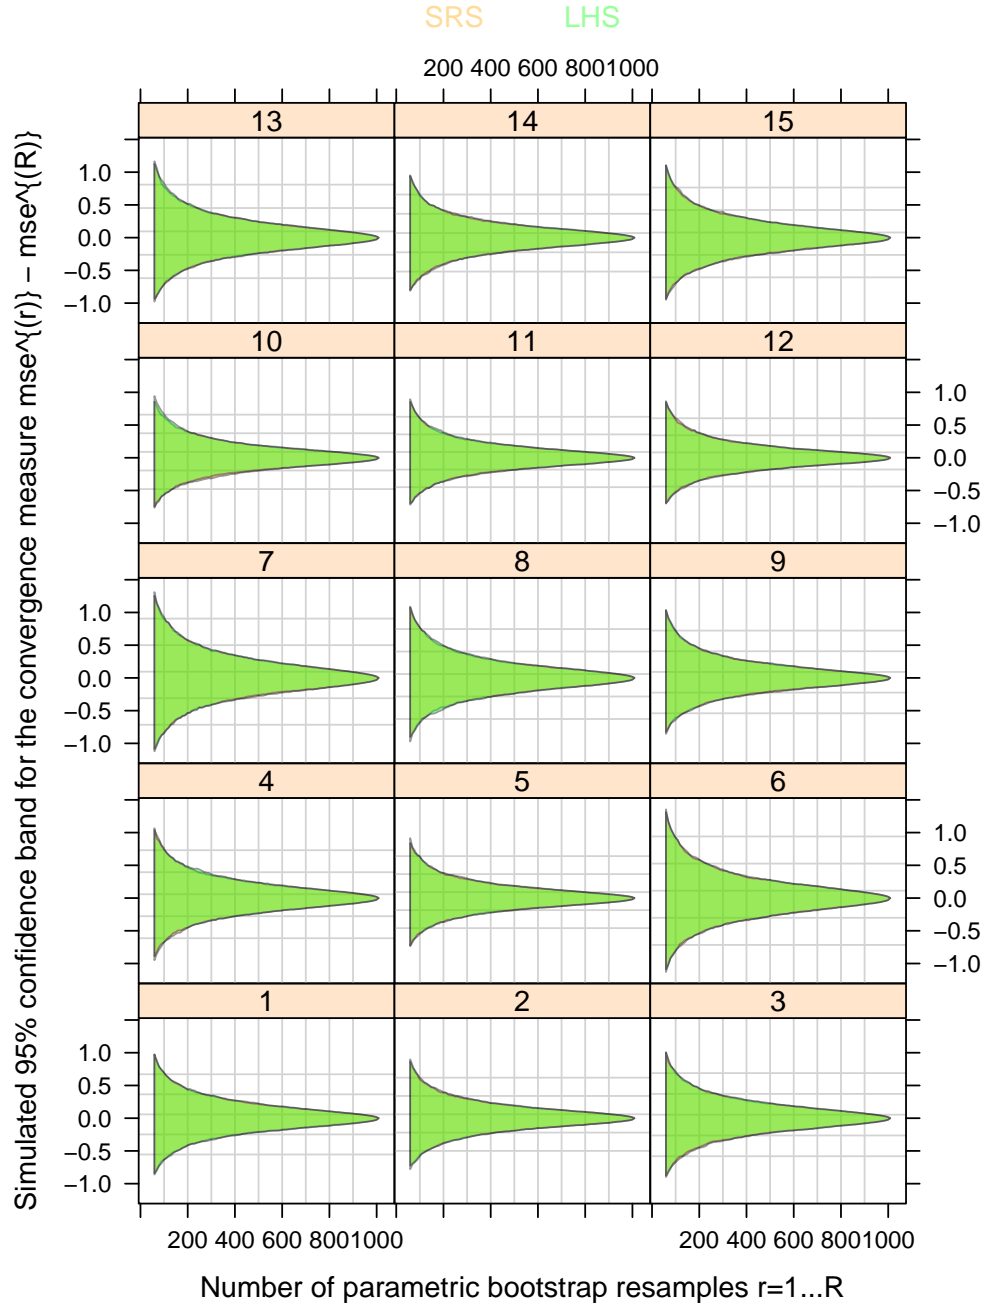 SRS LHS
200 400 600 8001000
13 14 15
1.0
0.5
0.0
−0.5
−1.0
10 11 12
1.0
0.5
0.0
−0.5
−1.0
7 8 9
1.0
0.5
0.0
−0.5
−1.0
4 5 6
1.0
0.5
0.0
−0.5
−1.0
1 2 3
1.0
0.5
0.0
−0.5
−1.0
200 400 600 8001000 200 400 600 8001000
Number of parametric bootstrap resamples r=1...R
Simulated 95% confidence band for the convergence measure mse^{(r)} − mse^{(R)}